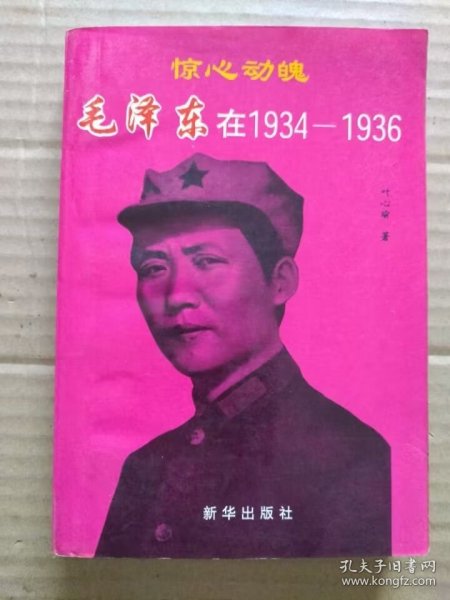 惊心动魄
毛泽东在1934—1936
叶心瑜 著
新华出版社
孔夫子旧书网
www.kongfz.com